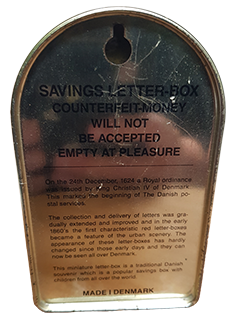 SAVINGS LETTER-BOX
COUNTERFEIT-MONEY
WILL NOT
BE ACCEPTED
EMPTY AT PLEASURE
On the 24th December, 1624 a Royal ordinance
was issued by King Christian IV of Denmark
This marked the beginning of The Danish po-
stal services.
The collection and delivery of letters was gra-
dually extended and improved and in the early
1860's the first characteristic red letter-boxes
became a feature of the urban scenery. The
appearance of these letter-boxes has hardly
changed since those early days and they can
now be seen all over Denmark.
This miniature letter-box is a traditional Danish
souvenir which is a popular savings box with
children from all over the world.
MADE I DENMARK